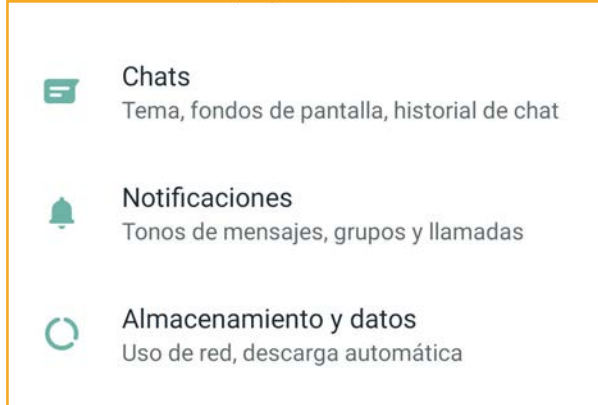 Chats
Tema, fondos de pantalla, historial de chat
Notificaciones
Tonos de mensajes, grupos y llamadas
Almacenamiento y datos
Uso de red, descarga automática